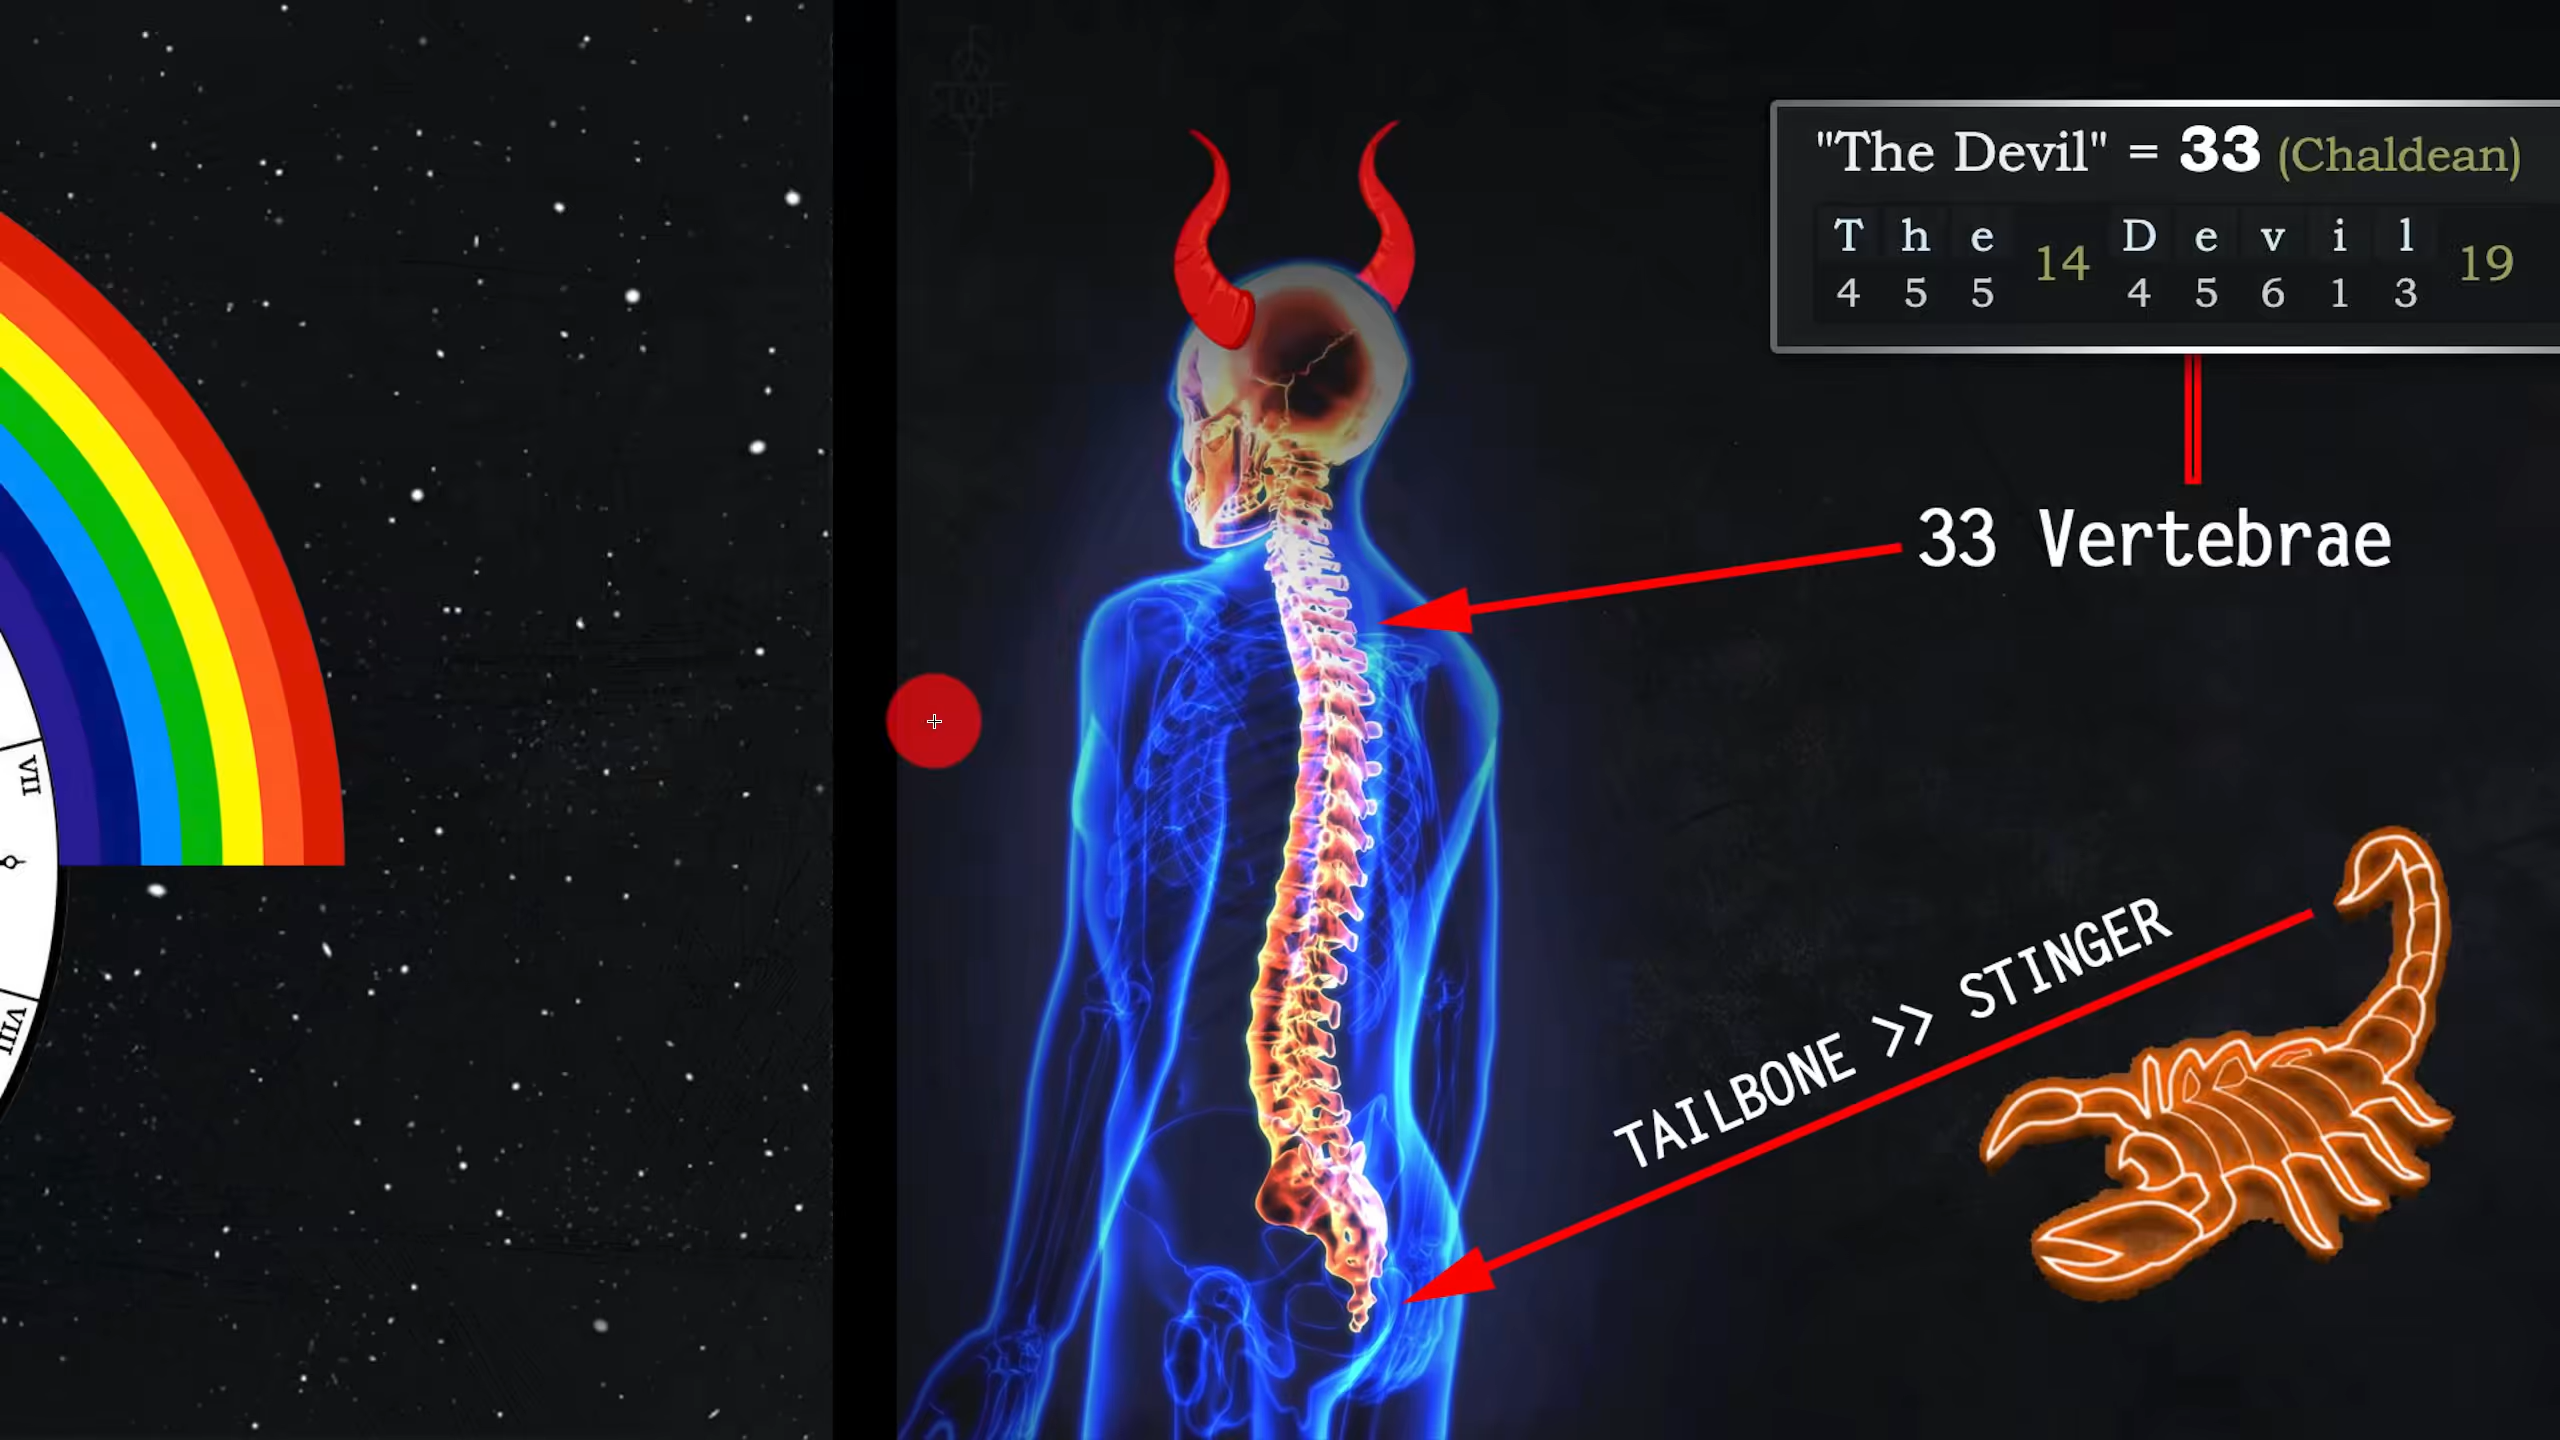 "The Devil" = 33 (Chaldean)
T h e 14 D e v i l 19
4 5 5 4 5 6 1 3
33 Vertebrae
TAILBONE >> STINGER
VII
VIII